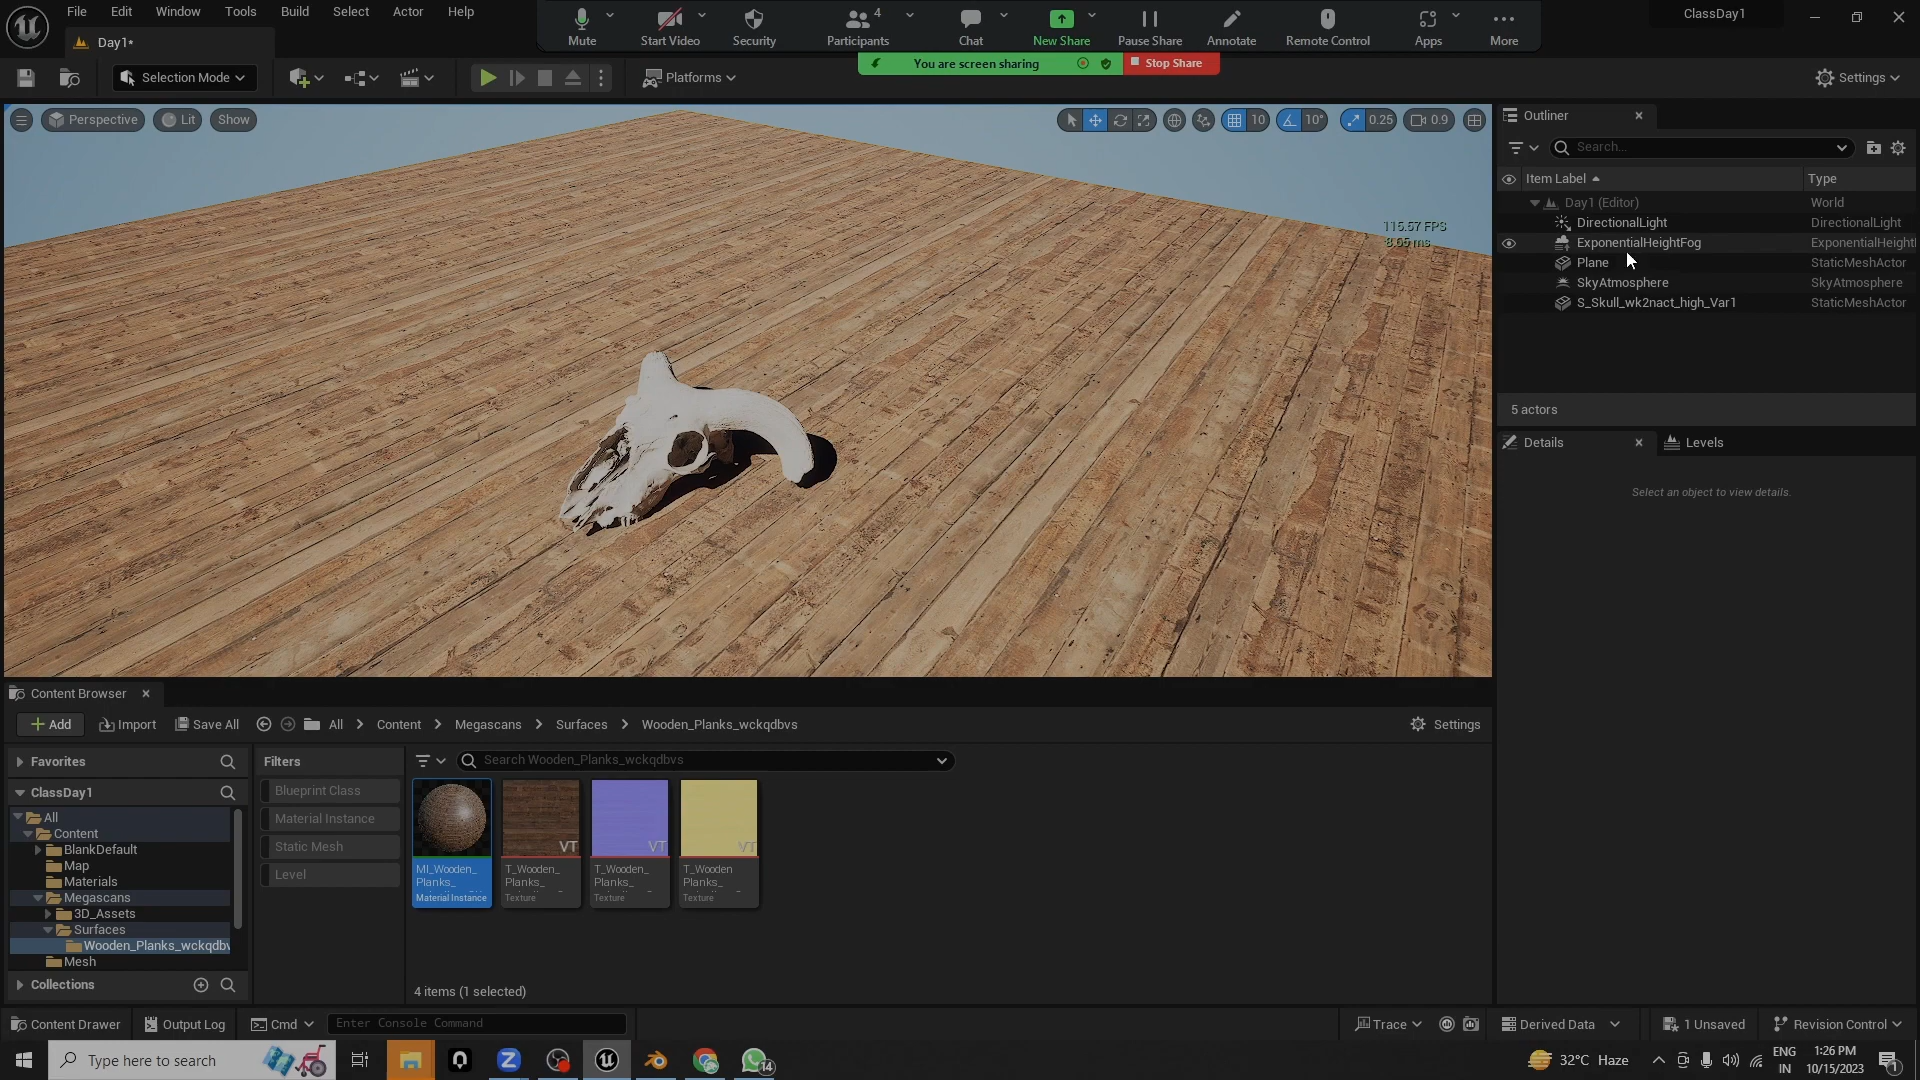 File Edit Window Tools Build Select Actor Help
Mute Start Video Security Participants 4 Chat New Share Pause Share Annotate Remote Control Apps More
ClassDay1
Day1*
You are screen sharing Stop Share
Selection Mode Platforms Settings
Perspective Lit Show 10 10° 0.25 0.9
115.57 FPS
8.65 ms
Outliner
Search...
Item Label Type
Day1 (Editor) World
DirectionalLight DirectionalLight
ExponentialHeightFog ExponentialHeight
Plane StaticMeshActor
SkyAtmosphere SkyAtmosphere
S_Skull_wk2nact_high_Var1 StaticMeshActor
5 actors
Details Levels
Select an object to view details.
Content Browser
Add Import Save All All Content Megascans Surfaces Wooden_Planks_wckqdbvs Settings
Favorites
ClassDay1
All
Content
BlankDefault
Map
Materials
Megascans
3D_Assets
Surfaces
Wooden_Planks_wckqdbv
Mesh
Collections
Filters
Blueprint Class
Material Instance
Static Mesh
Level
Search Wooden_Planks_wckqdbvs
VT VT VT
MI_Wooden_ T_Wooden_ T_Wooden_ T_Wooden
Planks_ Planks_ Planks_ Planks_
Material Instance Texture Texture Texture
4 items (1 selected)
Content Drawer Output Log Cmd Enter Console Command Trace Derived Data 1 Unsaved Revision Control
Type here to search
14
32°C Haze
ENG
IN
1:26 PM
10/15/2023
1